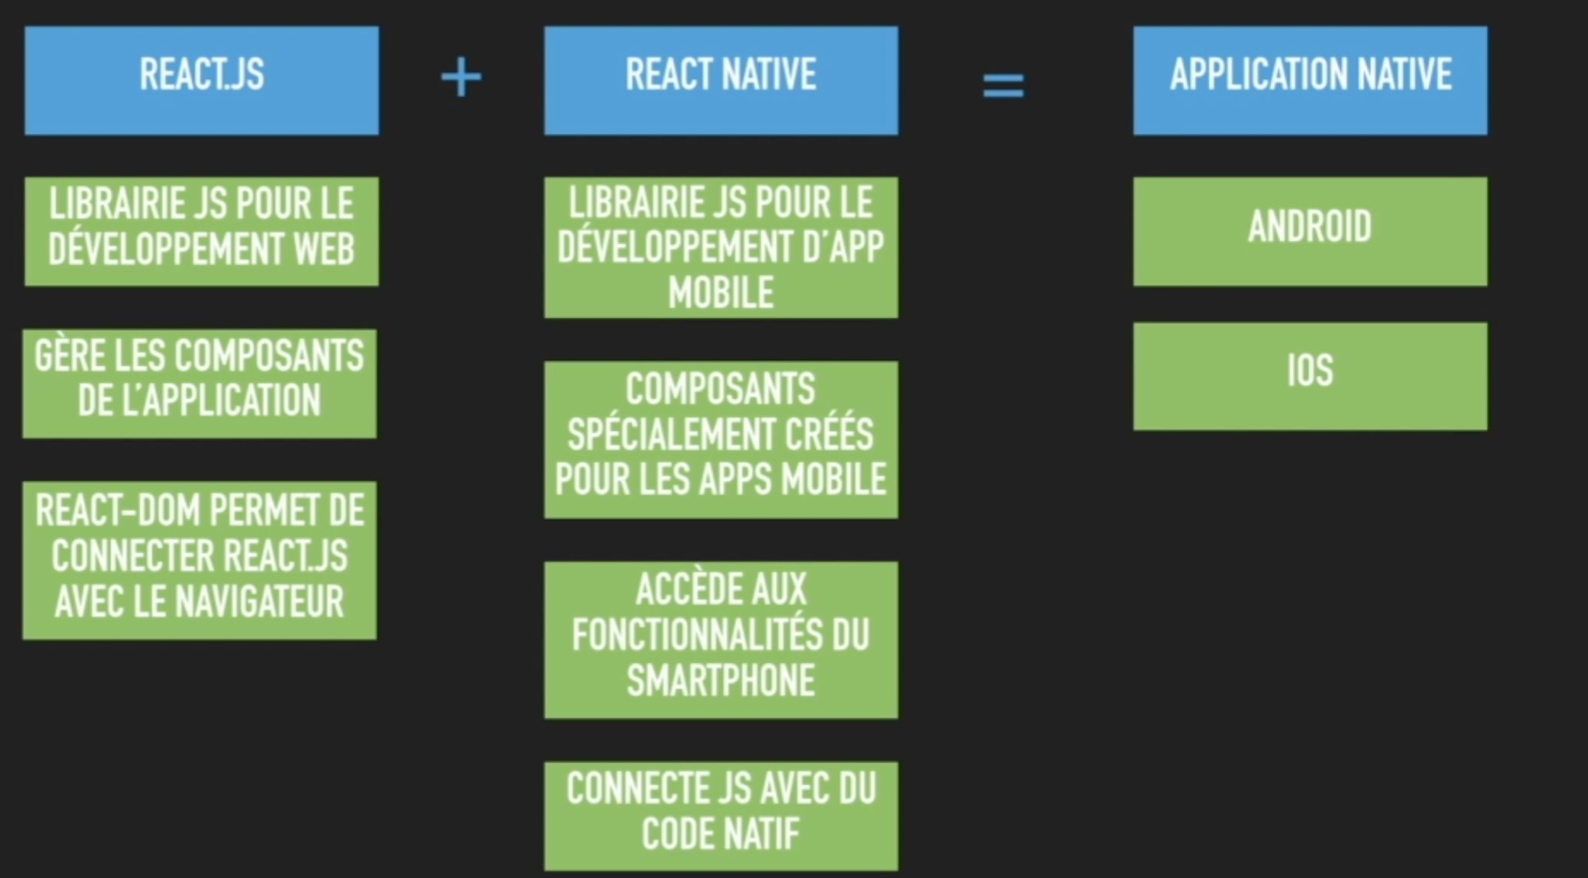 REACT.JS
+
REACT NATIVE
=
APPLICATION NATIVE
LIBRAIRIE JS POUR LE
DÉVELOPPEMENT WEB
GÈRE LES COMPOSANTS
DE L'APPLICATION
REACT-DOM PERMET DE
CONNECTER REACT.JS
AVEC LE NAVIGATEUR
LIBRAIRIE JS POUR LE
DÉVELOPPEMENT D'APP
MOBILE
COMPOSANTS
SPÉCIALEMENT CRÉÉS
POUR LES APPS MOBILE
ACCÈDE AUX
FONCTIONNALITÉS DU
SMARTPHONE
CONNECTE JS AVEC DU
CODE NATIF
ANDROID
IOS